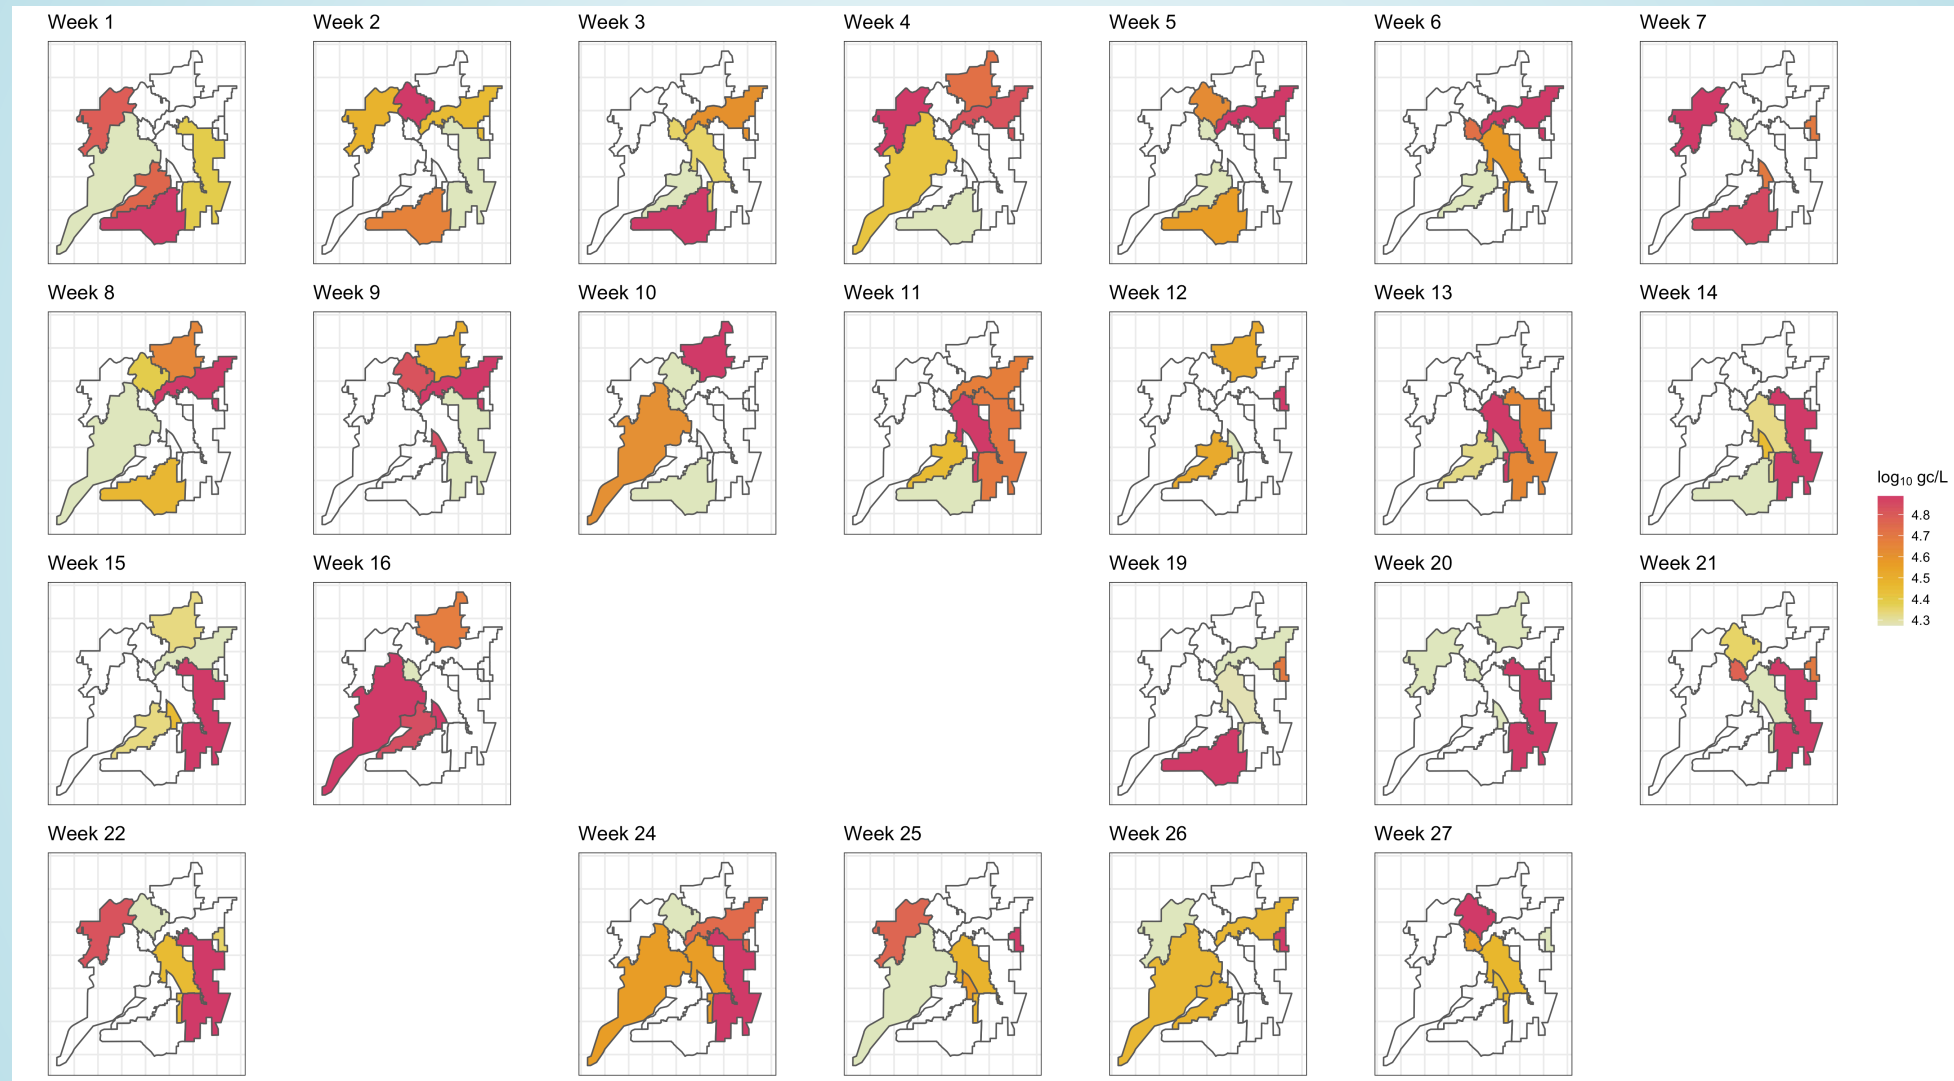 Week 1
Week 2
Week 3
Week 4
Week 5
Week 6
Week 7
Week 8
Week 9
Week 10
Week 11
Week 12
Week 13
Week 14
log₁₀ gc/L
4.8
4.7
4.6
4.5
4.4
4.3
Week 15
Week 16
Week 19
Week 20
Week 21
Week 22
Week 24
Week 25
Week 26
Week 27